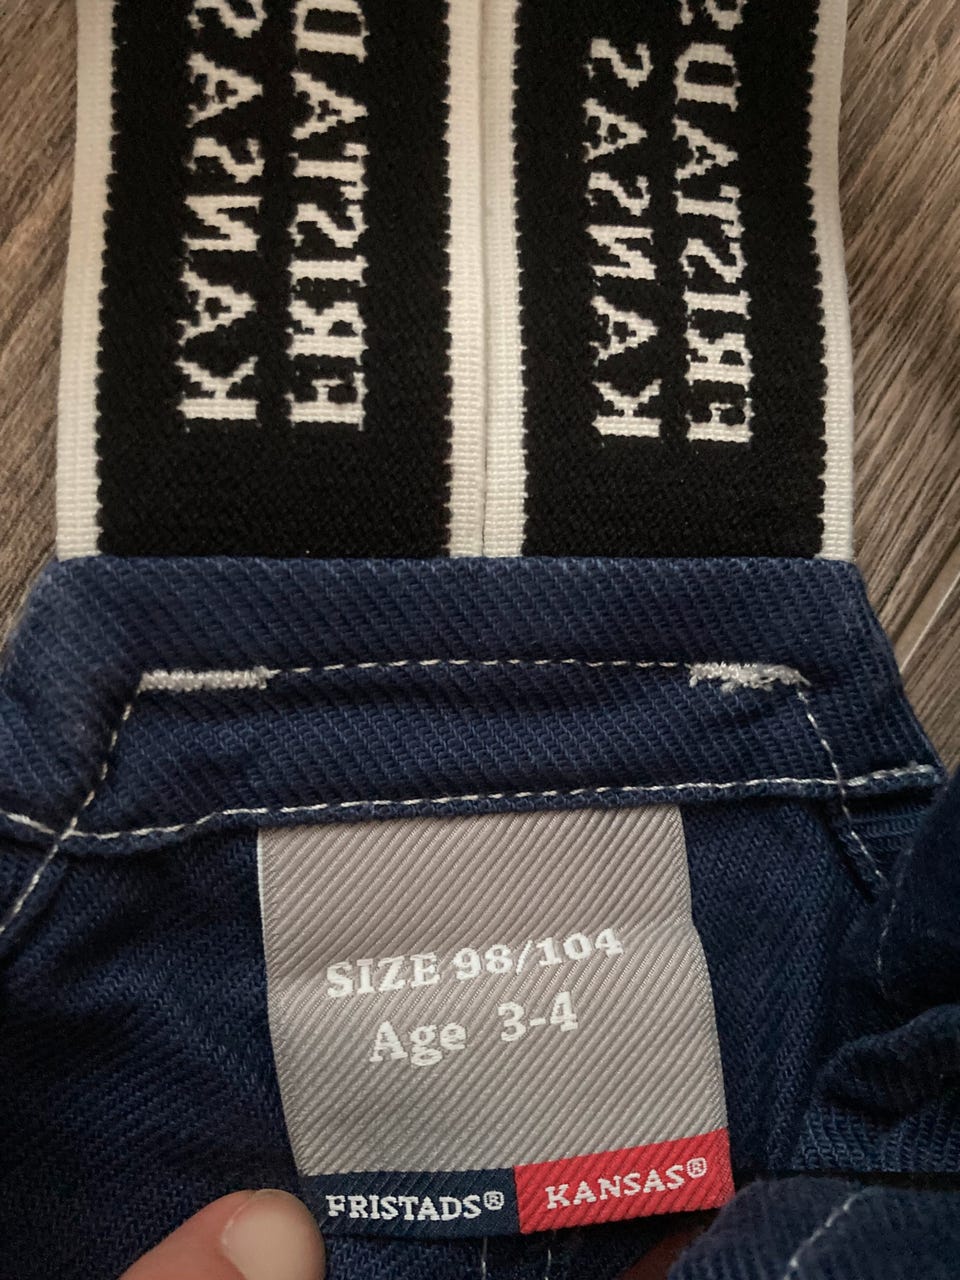 FRISTADS
KANSAS
FRISTADS
KANSAS
SIZE 98/104
Age 3-4
FRISTADS® KANSAS®